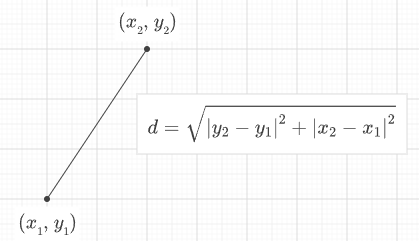 (x₂, y₂)
d = √(|y₂ − y₁|² + |x₂ − x₁|²)
(x₁, y₁)